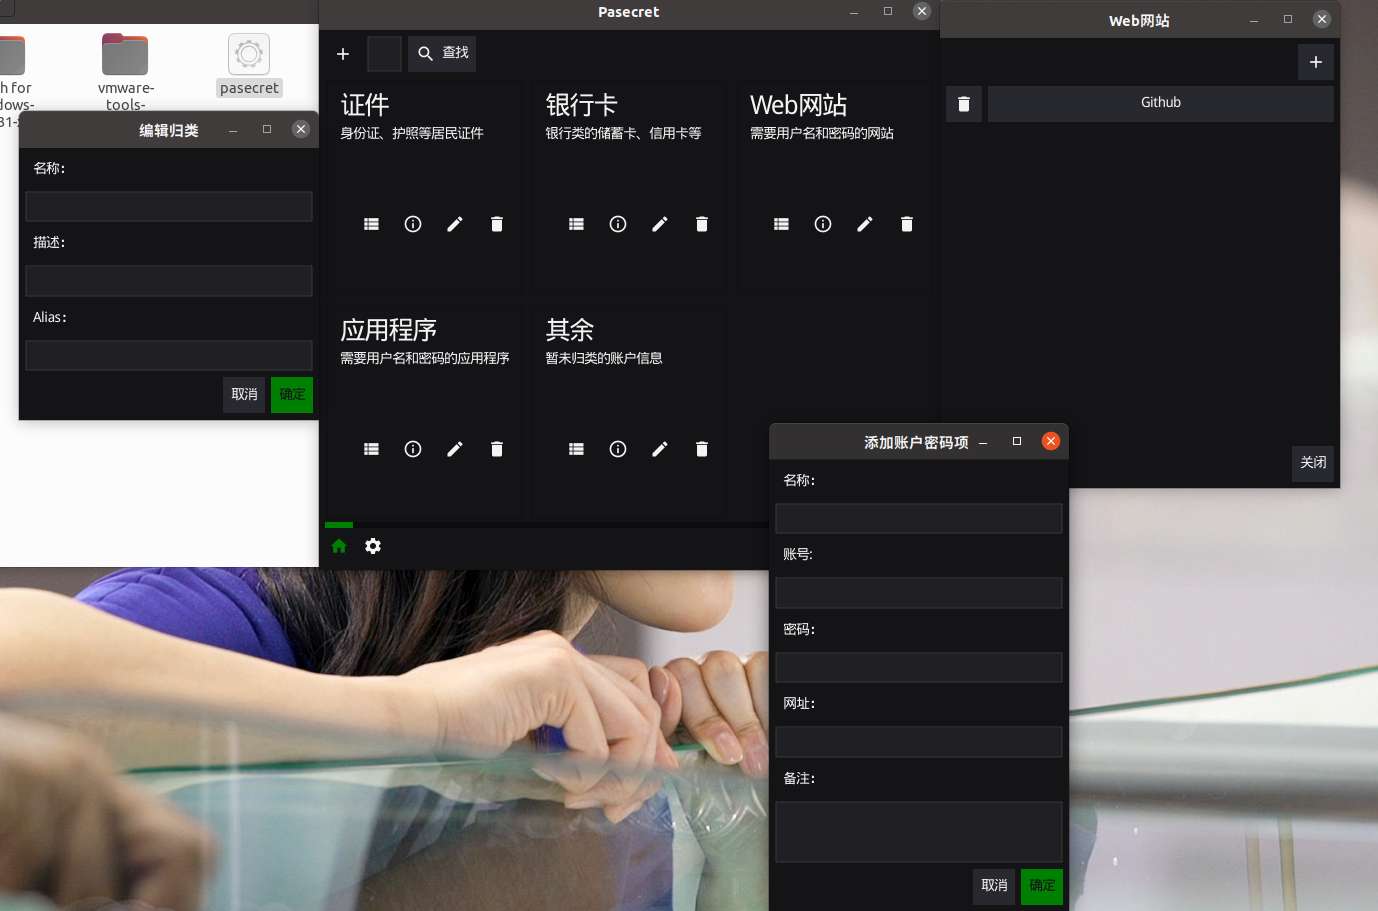 h for
dows-
31-
vmware-
tools-
pasecret
编辑归类
名称：
描述：
Alias：
取消
确定
Pasecret
查找
证件
身份证、护照等居民证件
银行卡
银行类的储蓄卡、信用卡等
Web网站
需要用户名和密码的网站
应用程序
需要用户名和密码的应用程序
其余
暂未归类的账户信息
Web网站
Github
关闭
添加账户密码项
名称：
账号:
密码：
网址：
备注：
取消
确定